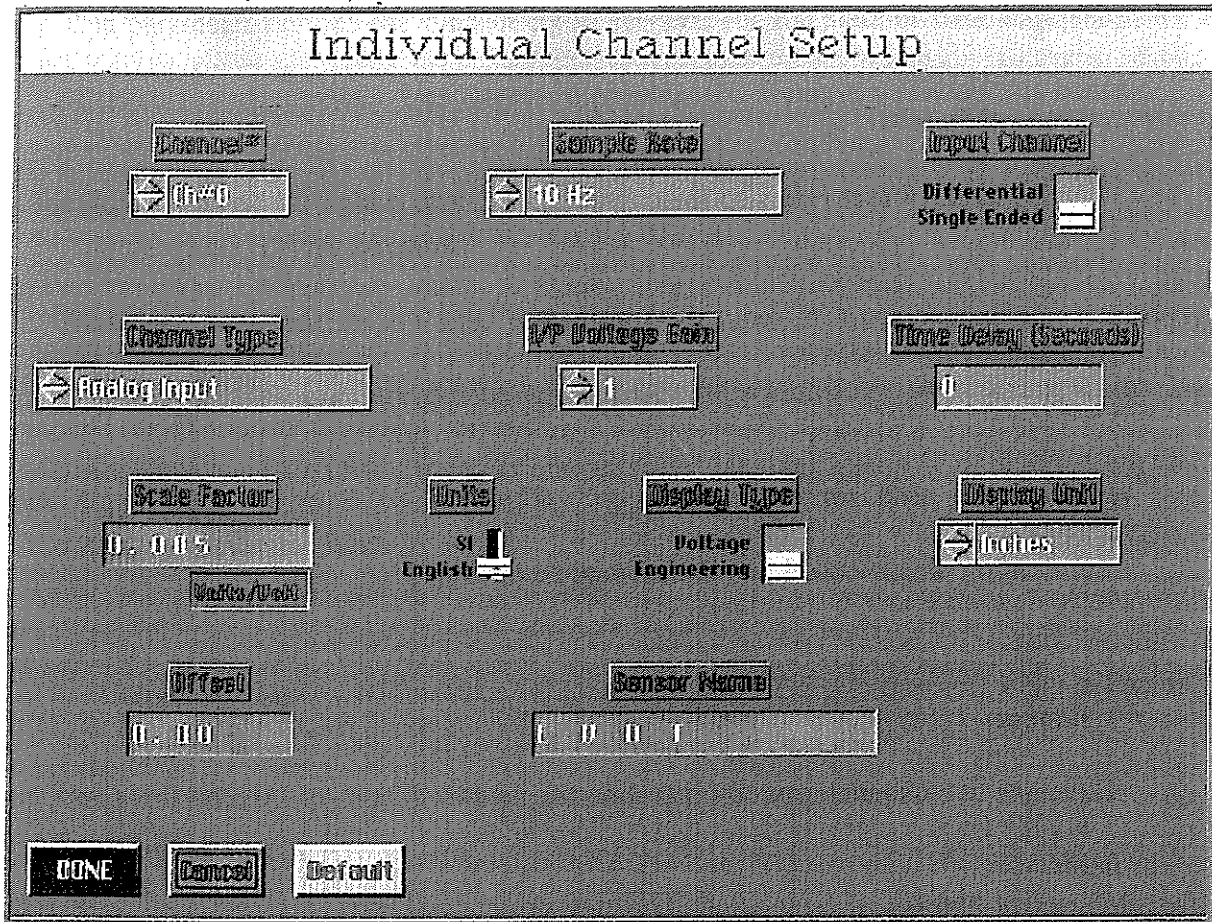 Individual Channel Setup
Channel# Sample Rate Input Channel
Ch#0 10 Hz Differential
Single Ended
Channel Type I/P Voltage Gain Time Delay (Seconds)
Analog Input 1 0
Scale Factor Units Display Type Display Unit
0.005 SI Voltage Inches
English Engineering
Offset Sensor Name
0.00 L V D T
DONE Cancel Default